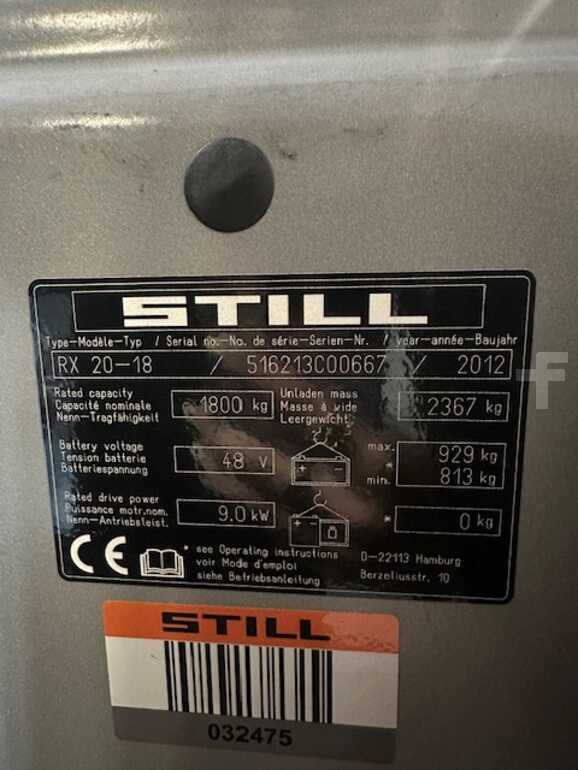 STILL
Type-Modèle-Typ / Serial no.-No. de série-Serien-Nr. / year-année-Baujahr
RX 20-18 / 516213C00667 / 2012
Rated capacity
Capacité nominale
Nenn-Tragfähigkeit
1800 kg
Unladen mass
Masse à vide
Leergewicht
2367 kg
Battery voltage
Tension batterie
Batteriespannung
48 V
max. 929 kg
*
min. 813 kg
Rated drive power
Puissance motr.nom.
Nenn-Antriebsleist.
9.0 kW
* 0 kg
CE
* see Operating instructions
voir Mode d'emploi
siehe Betriebsanleitung
D-22113 Hamburg
Berzeliusstr. 10
STILL
032475